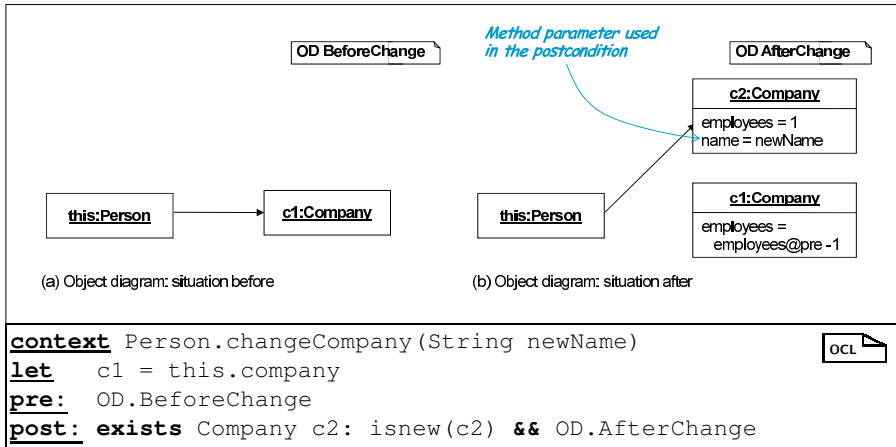 OD BeforeChange
Method parameter used
in the postcondition
OD AfterChange
c2:Company
employees = 1
name = newName
this:Person
c1:Company
this:Person
c1:Company
employees =
employees@pre -1
(a) Object diagram: situation before
(b) Object diagram: situation after
context Person.changeCompany(String newName)
OCL
let c1 = this.company
pre: OD.BeforeChange
post: exists Company c2: isnew(c2) && OD.AfterChange